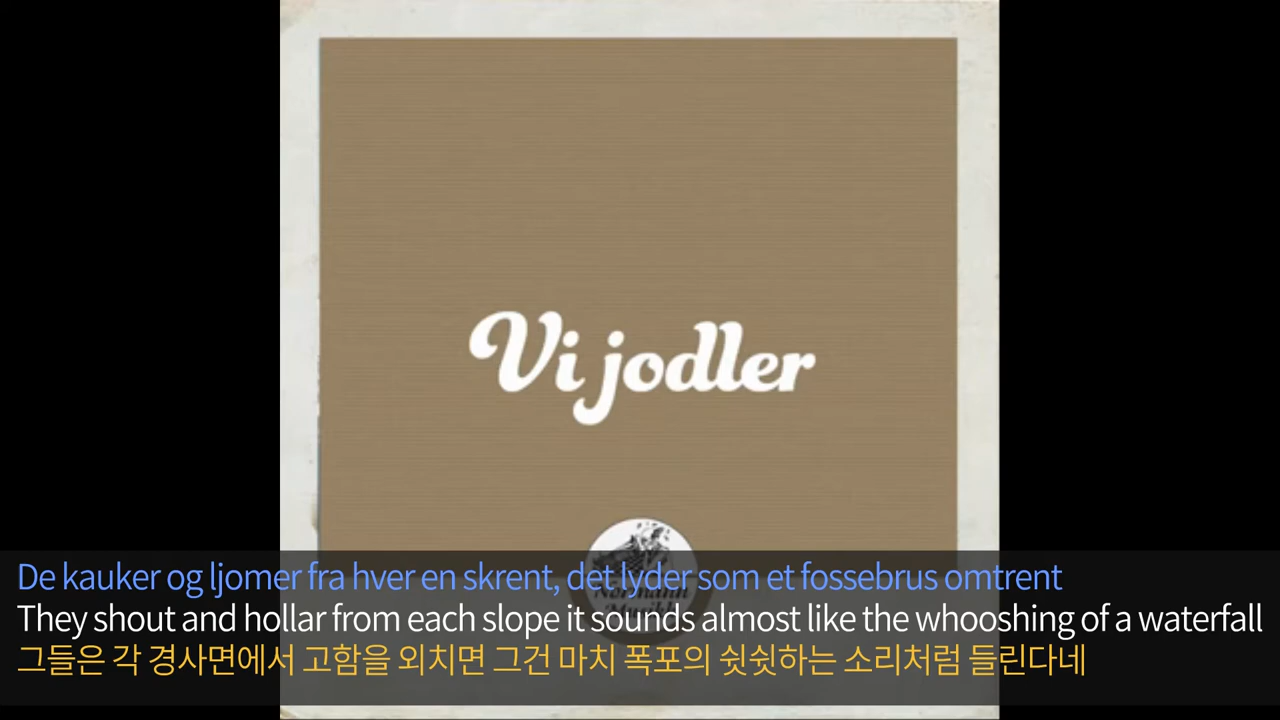 Vi jodler
Normann
Musikk
De kauker og ljomer fra hver en skrent, det lyder som et fossebrus omtrent
They shout and hollar from each slope it sounds almost like the whooshing of a waterfall
그들은 각 경사면에서 고함을 외치면 그건 마치 폭포의 쉿쉿하는 소리처럼 들린다네